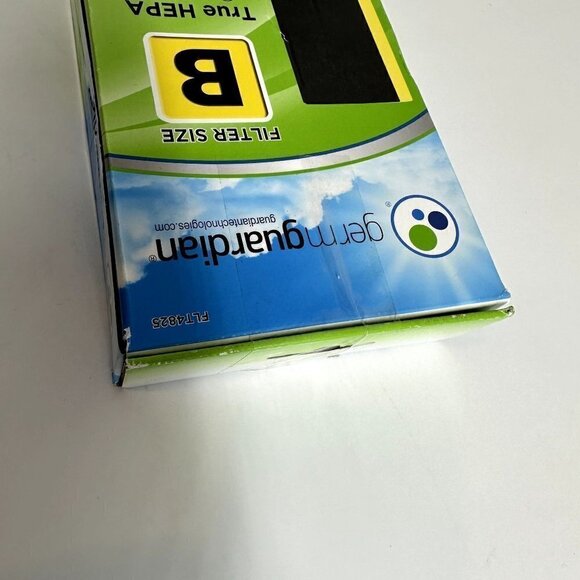 FLT4825
germguardian®
guardiantechnologies.com
®
FILTER SIZE
B
True HEPA